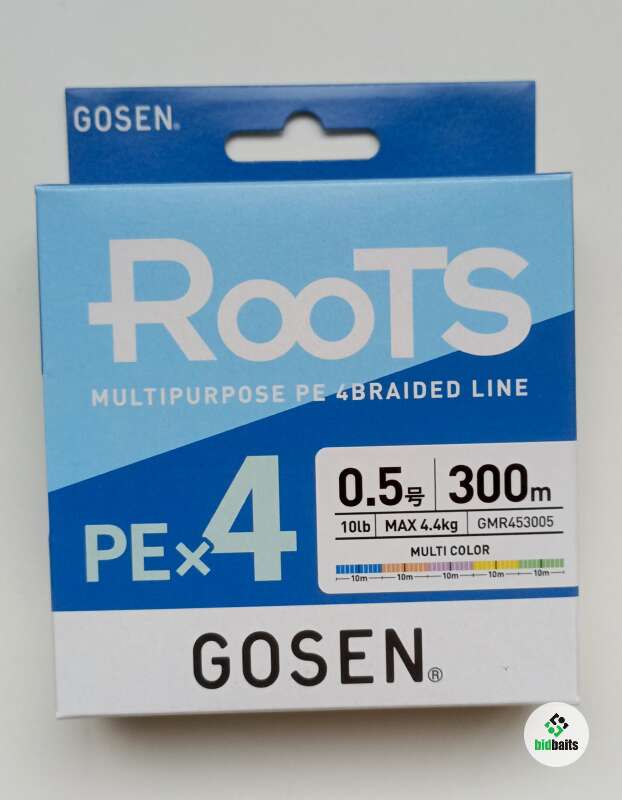 GOSEN®
ROOTS
MULTIPURPOSE PE 4BRAIDED LINE
PE×4
0.5号 300m
10lb MAX 4.4kg GMR453005
MULTI COLOR
10m 10m 10m 10m 10m
GOSEN®
bidbaits